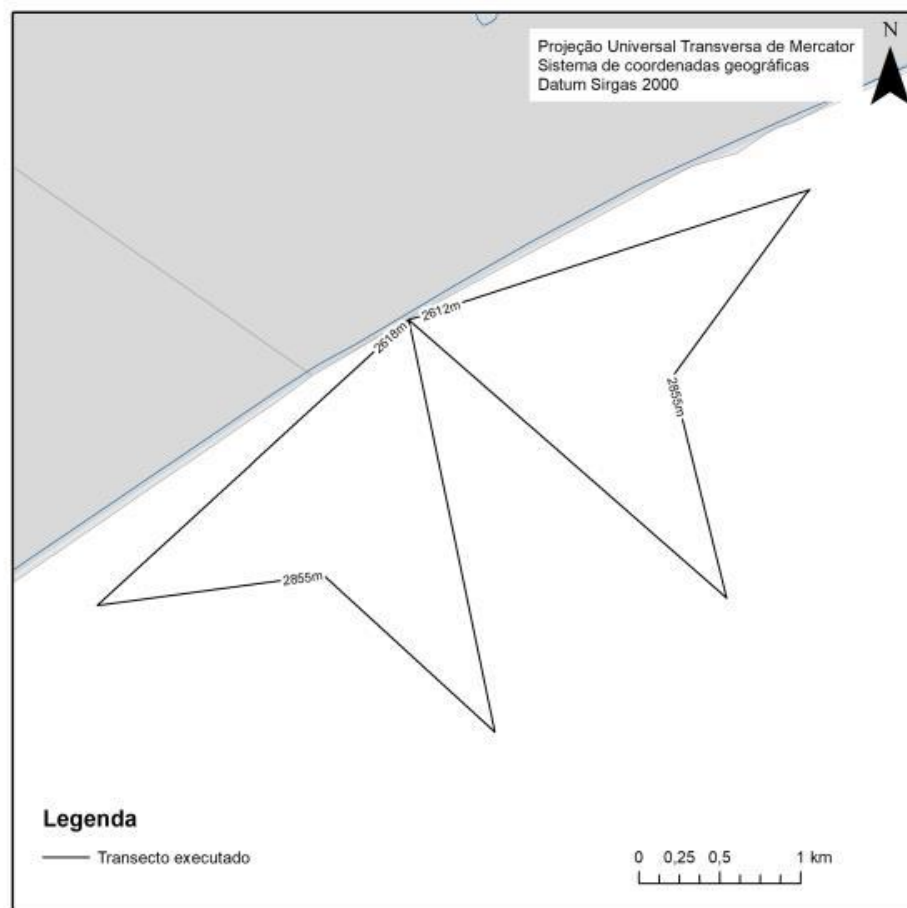 Projeção Universal Transversa de Mercator
Sistema de coordenadas geográficas
Datum Sirgas 2000
N
2612m
2618m
2855m
2855m
Legenda
Transecto executado
0 0,25 0,5 1 km